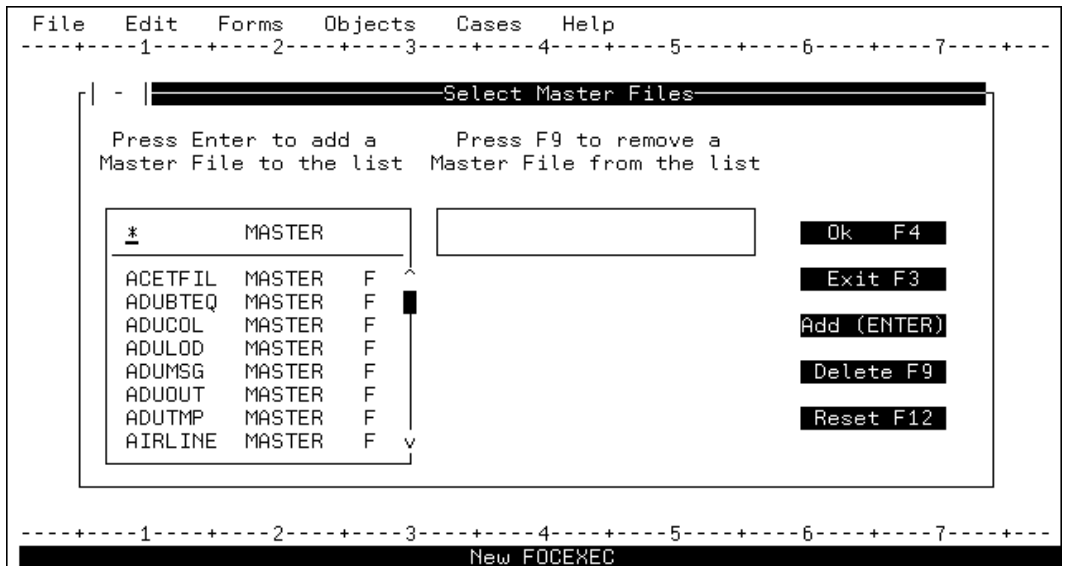 File Edit Forms Objects Cases Help
----+----1----+----2----+----3----+----4----+----5----+----6----+----7----+---
- Select Master Files
Press Enter to add a Press F9 to remove a
Master File to the list Master File from the list
* MASTER Ok F4
ACETFIL MASTER F ^ Exit F3
ADUBTEQ MASTER F
ADUCOL MASTER F Add (ENTER)
ADULOD MASTER F
ADUMSG MASTER F Delete F9
ADUOUT MASTER F
ADUTMP MASTER F Reset F12
AIRLINE MASTER F v
----+----1----+----2----+----3----+----4----+----5----+----6----+----7----+---
New FOCEXEC